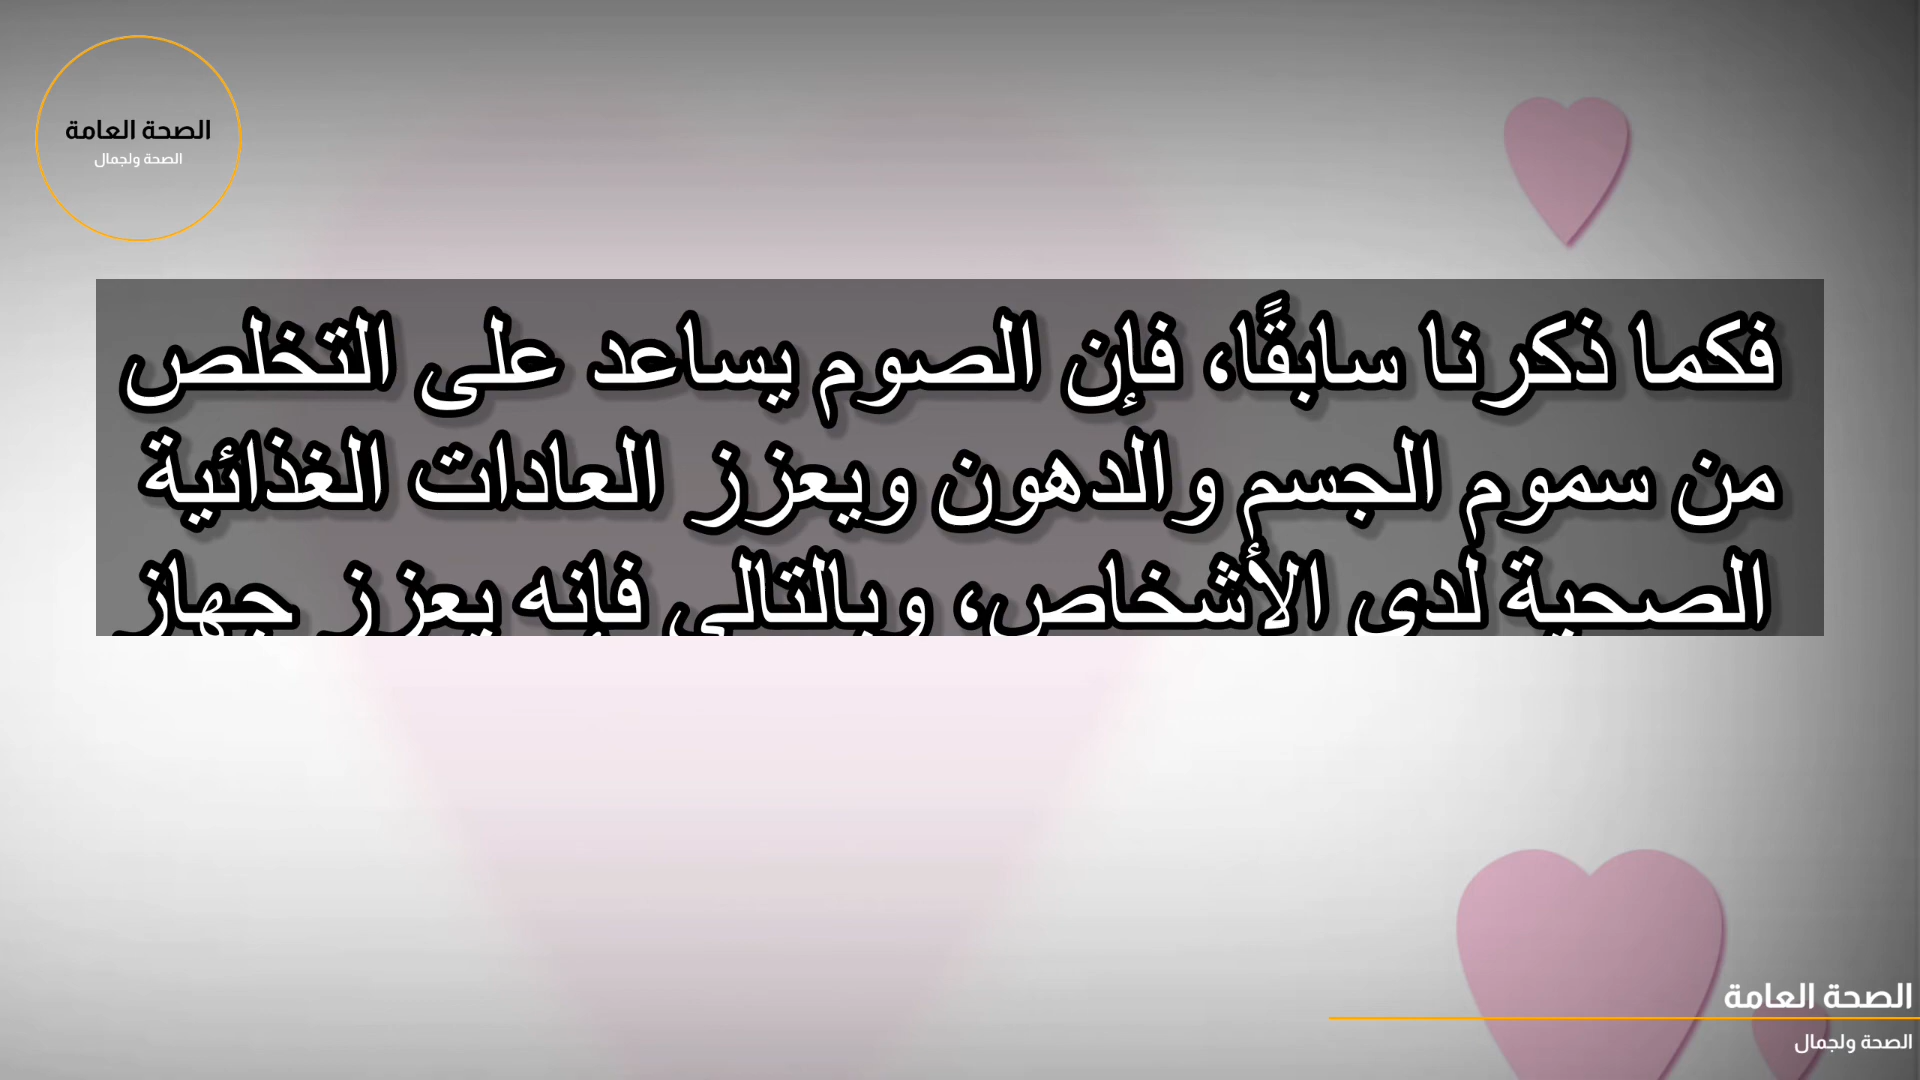 الصحة العامة
الصحة ولجمال
فكما ذكرنا سابقًا، فإن الصوم يساعد على التخلص
من سموم الجسم والدهون ويعزز العادات الغذائية
الصحية لدى الأشخاص، وبالتالي فإنه يعزز جهاز
الصحة العامة
الصحة ولجمال